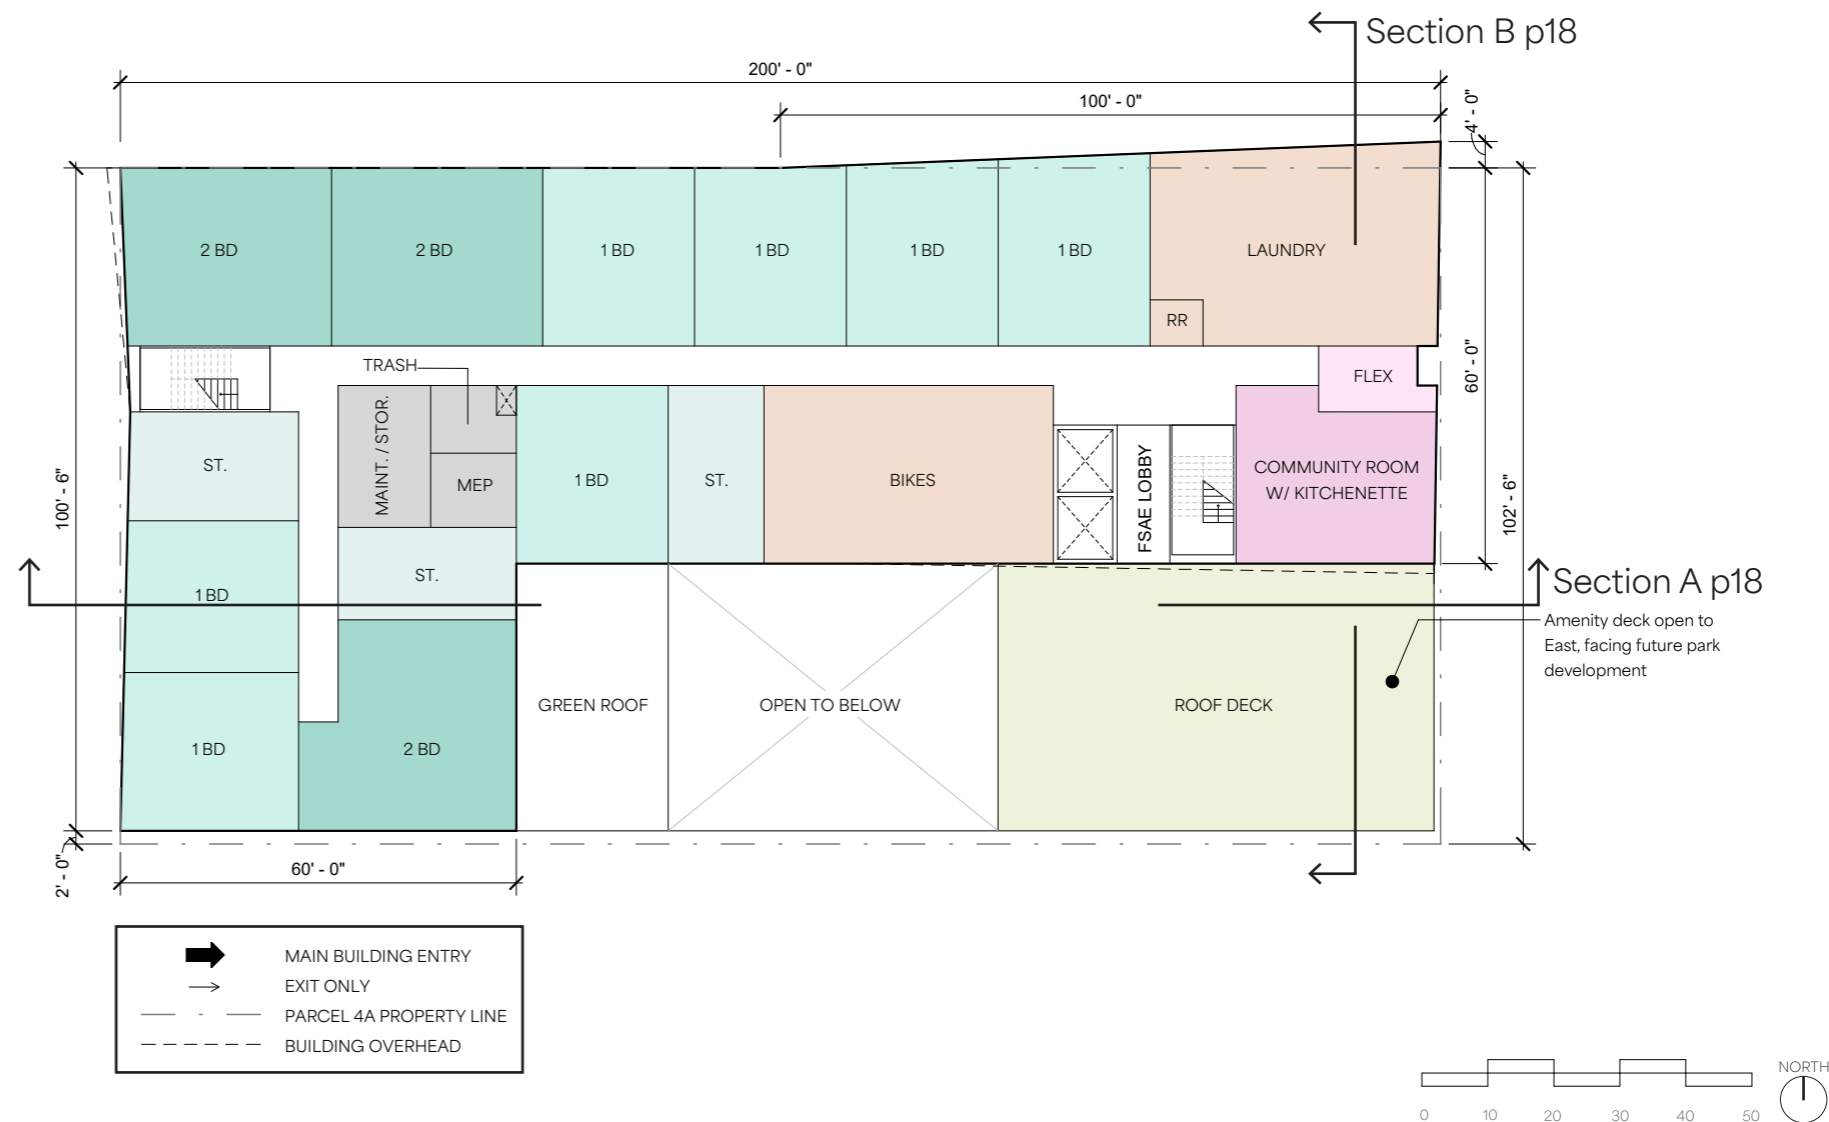 Section B p18
200' - 0"
100' - 0"
4' - 0"
2 BD
2 BD
1 BD
1 BD
1 BD
1 BD
LAUNDRY
RR
TRASH
FLEX
60' - 0"
MAINT. / STOR.
MEP
ST.
1 BD
ST.
BIKES
FSAE LOBBY
COMMUNITY ROOM
W/ KITCHENETTE
100' - 6"
102' - 6"
ST.
1 BD
Section A p18
Amenity deck open to
East, facing future park
development
GREEN ROOF
OPEN TO BELOW
ROOF DECK
1 BD
2 BD
2' - 0"
60' - 0"
MAIN BUILDING ENTRY
EXIT ONLY
PARCEL 4A PROPERTY LINE
BUILDING OVERHEAD
NORTH
0 10 20 30 40 50